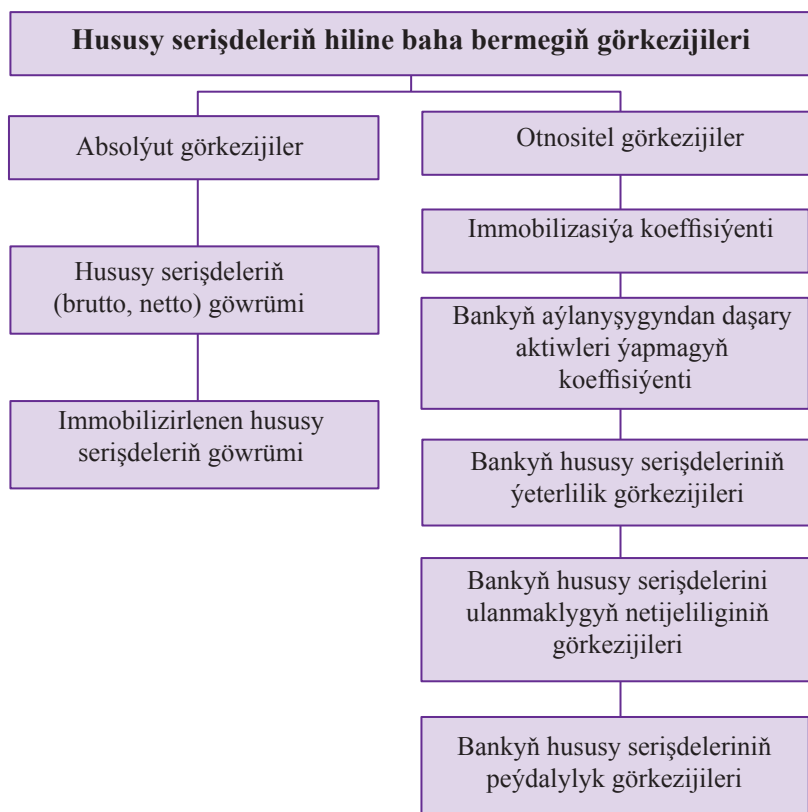 Hususy serişdeleriň hiline baha bermegiň görkezijileri
Absolýut görkezijiler
Hususy serişdeleriň
(brutto, netto) göwrümi
Immobilizirlenen hususy
serişdeleriň göwrümi
Otnositel görkezijiler
Immobilizasiýa koeffisiýenti
Bankyň aýlanyşygyndan daşary
aktiwleri ýapmagyň
koeffisiýenti
Bankyň hususy serişdeleriniň
ýeterlilik görkezijileri
Bankyň hususy serişdelerini
ulanmaklygyň netijeliliginiň
görkezijileri
Bankyň hususy serişdeleriniň
peýdalylyk görkezijileri